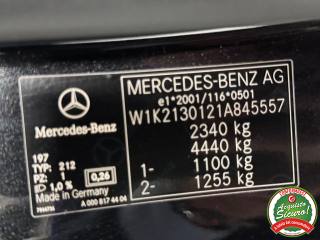 MERCEDES-BENZ AG
e1*2001/116*0501
W1K2130121A845557
2340 kg
4440 kg
1- 1100 kg
2- 1255 kg
Mercedes-Benz
197
TYP: 212
PZ: 1
ID 1,0 %
0,26
Made in Germany
A 000 817 44 04
Acquisto
Sicuro!